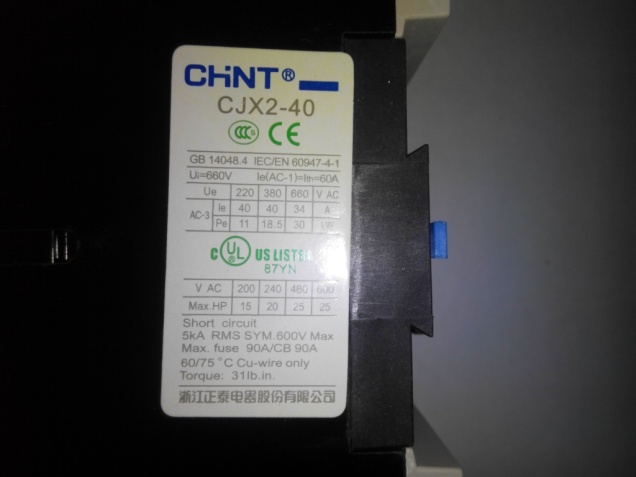 CHINT®
CJX2-40
CCC S CE
GB 14048.4 IEC/EN 60947-4-1
Ui=660V Ie(AC-1)=Ith=60A
Ue 220 380 660 V AC
AC-3 Ie 40 40 34 A
Pe 11 18.5 30 kW
C UL ® US LISTED
87YN
V AC 200 240 480 600
Max.HP 15 20 25 25
Short circuit
5kA RMS SYM.600V Max
Max. fuse 90A/CB 90A
60/75 °C Cu-wire only
Torque: 31lb.in.
浙江正泰电器股份有限公司